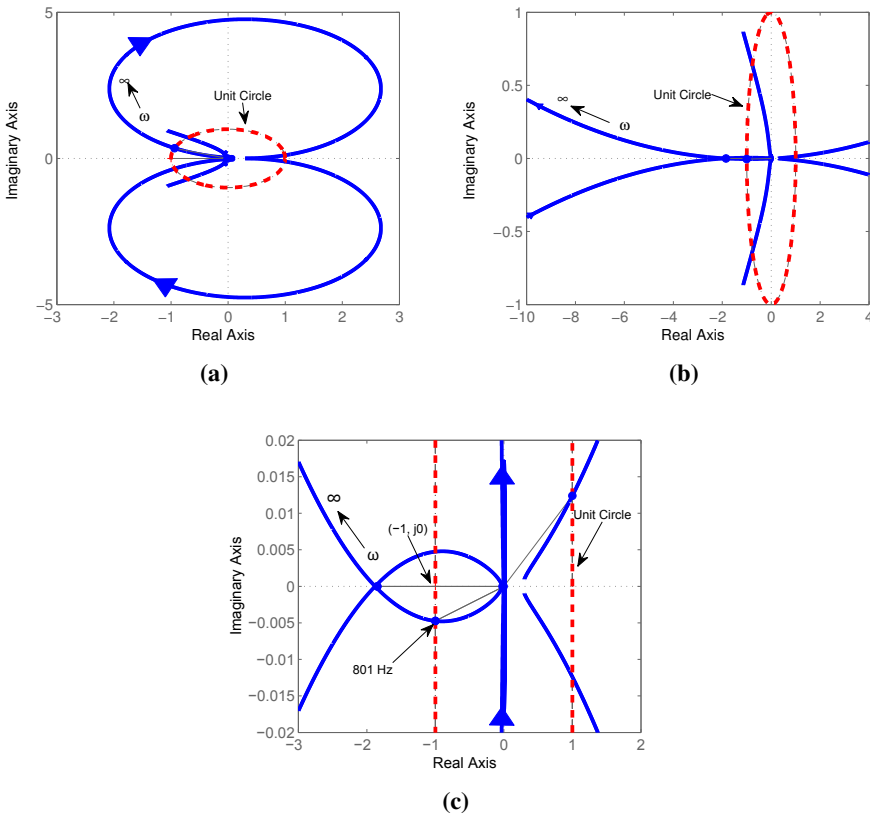 5
Imaginary Axis
0
−5
∞
ω
Unit Circle
−3 −2 −1 0 1 2 3
Real Axis
(a)
1
0.5
Imaginary Axis
0
−0.5
−1
∞
ω
Unit Circle
−10 −8 −6 −4 −2 0 2 4
Real Axis
(b)
0.02
0.015
0.01
0.005
Imaginary Axis
0
−0.005
−0.01
−0.015
−0.02
∞
ω
(−1, j0)
Unit Circle
801 Hz
−3 −2 −1 0 1 2
Real Axis
(c)